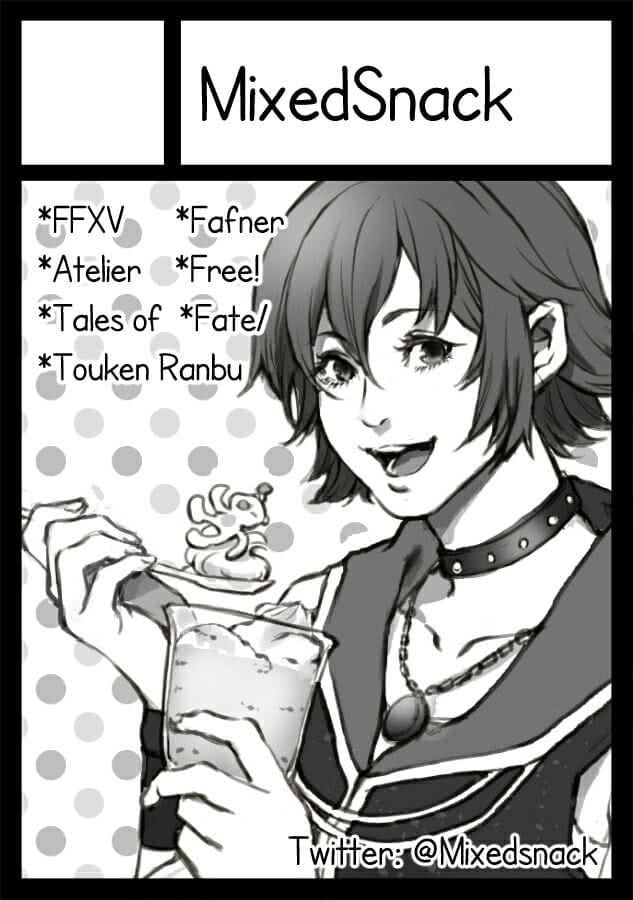 MixedSnack
*FFXV *Fafner
*Atelier *Free!
*Tales of *Fate/
*Touken Ranbu
Twitter: @Mixedsnack